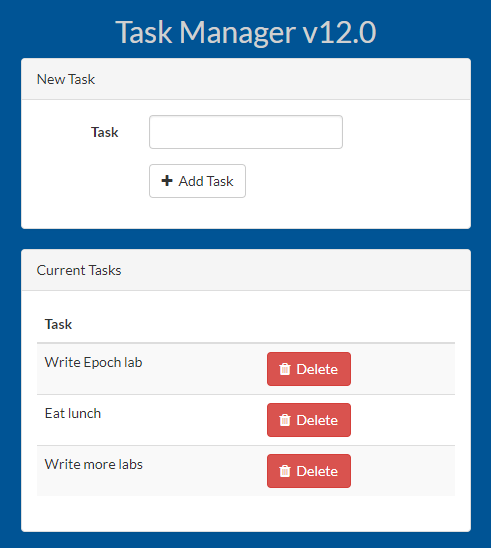 Task Manager v12.0
New Task
Task
Add Task
Current Tasks
Task
Write Epoch lab Delete
Eat lunch Delete
Write more labs Delete